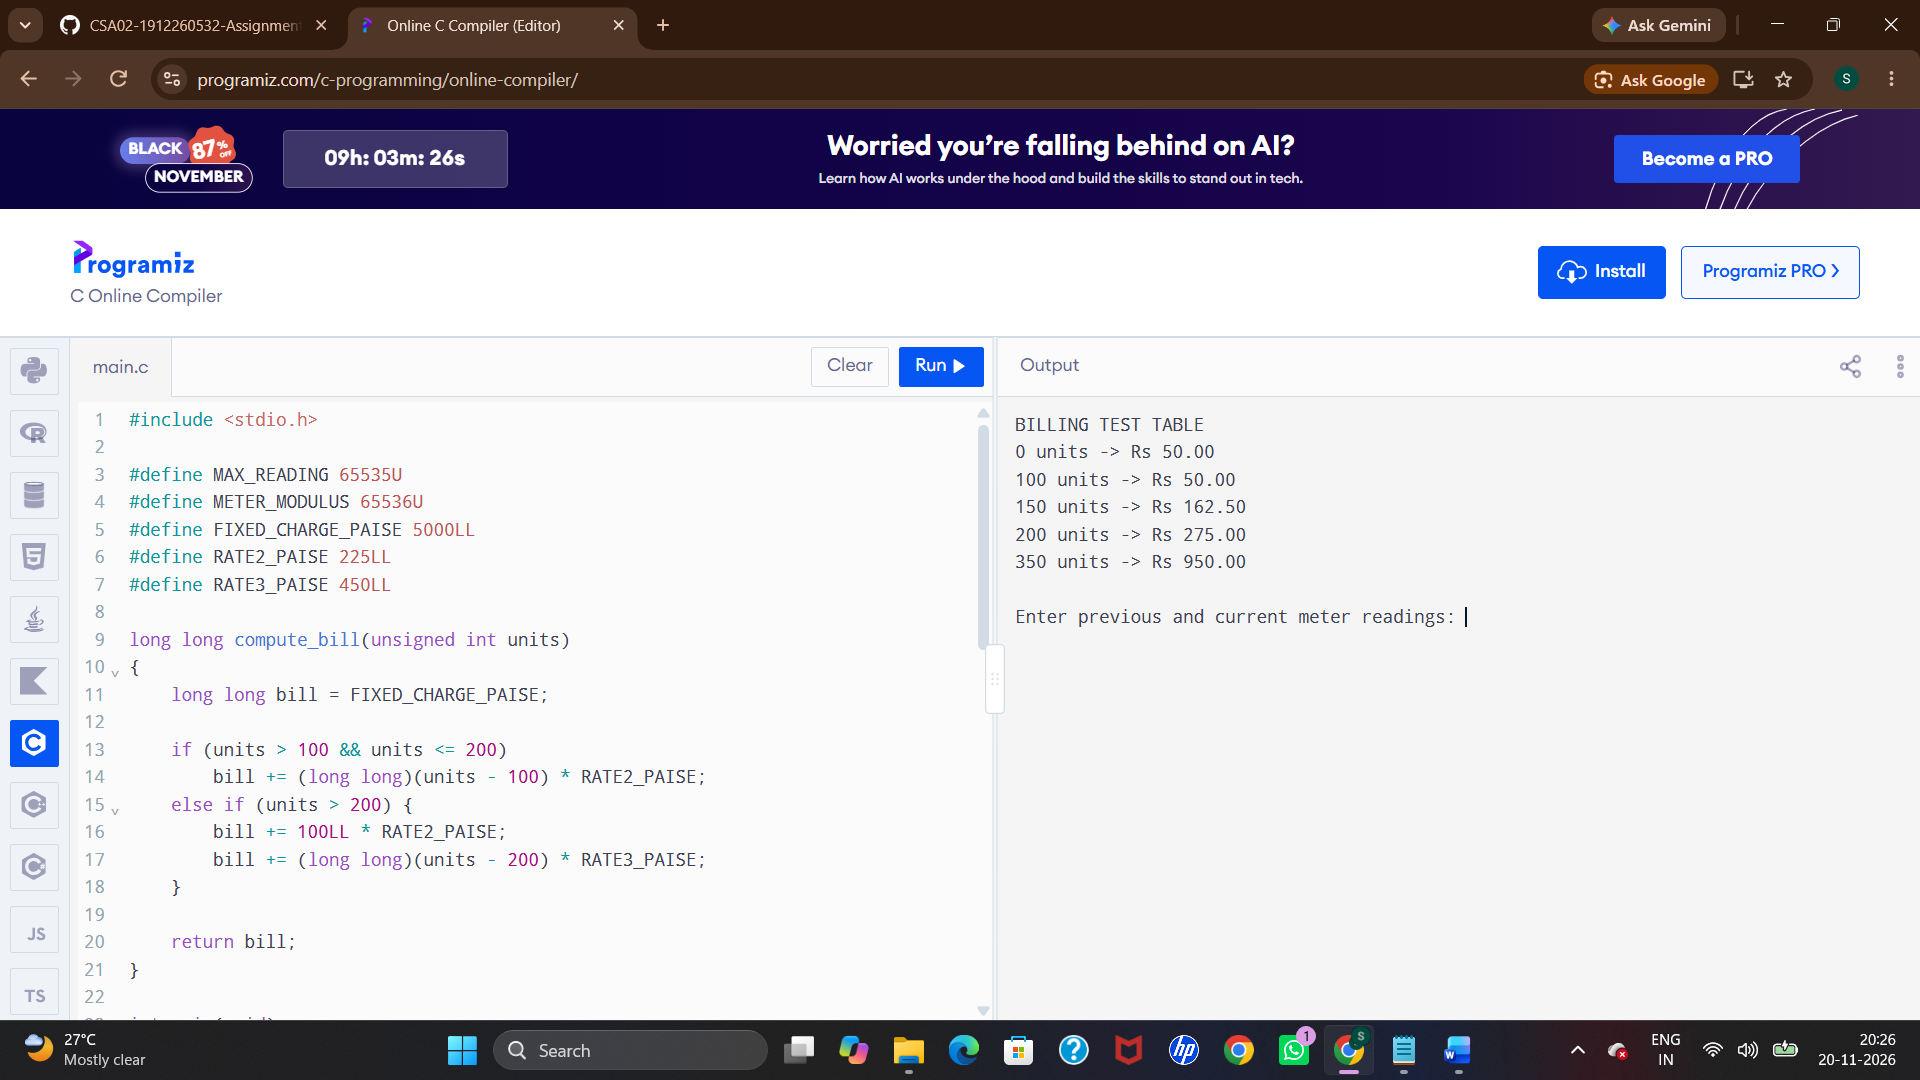 CSA02-1912260532-Assignmen
Online C Compiler (Editor)
Ask Gemini
programiz.com/c-programming/online-compiler/
Ask Google
S
BLACK
87%
OFF
NOVEMBER
09h: 03m: 26s
Worried you’re falling behind on AI?
Learn how AI works under the hood and build the skills to stand out in tech.
Become a PRO
Programiz
C Online Compiler
Install
Programiz PRO
main.c
Clear
Run
Output
1 #include <stdio.h>
2
3 #define MAX_READING 65535U
4 #define METER_MODULUS 65536U
5 #define FIXED_CHARGE_PAISE 5000LL
6 #define RATE2_PAISE 225LL
7 #define RATE3_PAISE 450LL
8
9 long long compute_bill(unsigned int units)
10 {
11     long long bill = FIXED_CHARGE_PAISE;
12
13     if (units > 100 && units <= 200)
14         bill += (long long)(units - 100) * RATE2_PAISE;
15     else if (units > 200) {
16         bill += 100LL * RATE2_PAISE;
17         bill += (long long)(units - 200) * RATE3_PAISE;
18     }
19
20     return bill;
21 }
22
BILLING TEST TABLE
0 units -> Rs 50.00
100 units -> Rs 50.00
150 units -> Rs 162.50
200 units -> Rs 275.00
350 units -> Rs 950.00
Enter previous and current meter readings:
JS
TS
27°C
Mostly clear
Search
hp
1
S
W
ENG
IN
20:26
20-11-2026